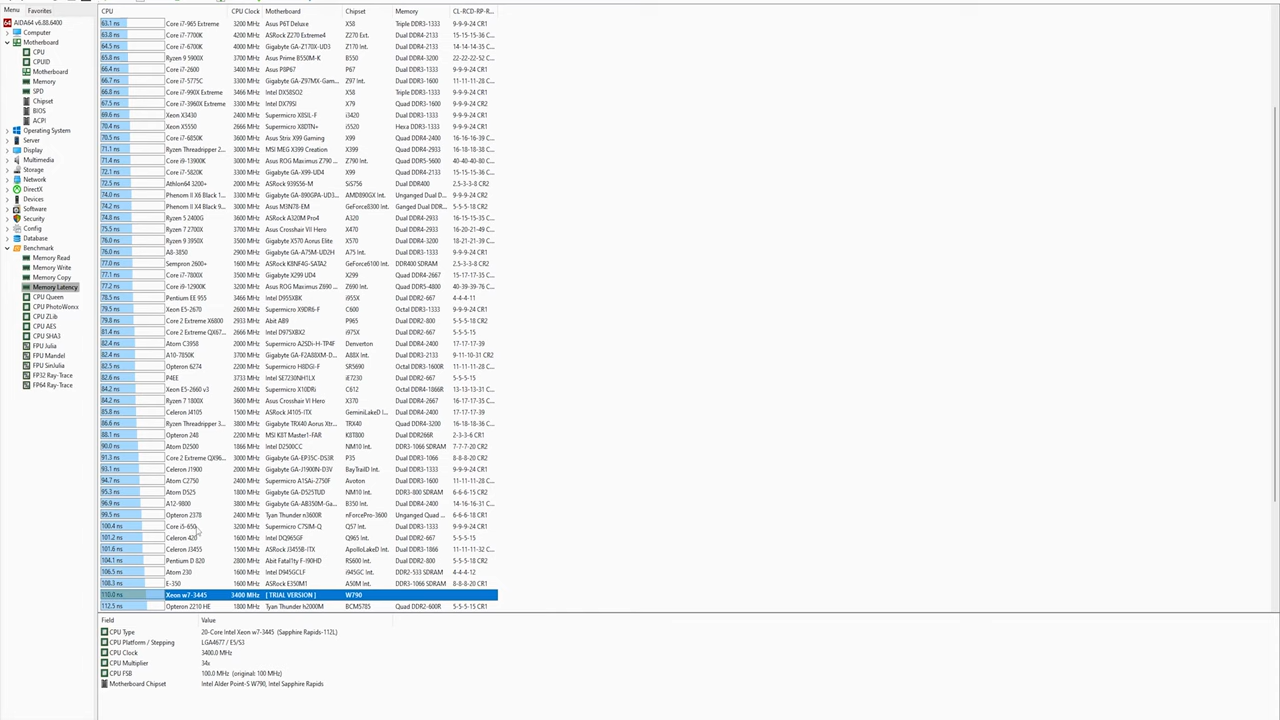 Menu Favorites
AIDA64 v6.88.6400
Computer
Motherboard
CPU
CPUID
Motherboard
Memory
SPD
Chipset
BIOS
ACPI
Operating System
Server
Display
Multimedia
Storage
Network
DirectX
Devices
Software
Security
Config
Database
Benchmark
Memory Read
Memory Write
Memory Copy
Memory Latency
CPU Queen
CPU PhotoWorxx
CPU ZLib
CPU AES
CPU SHA3
FPU Julia
FPU Mandel
FPU SinJulia
FP32 Ray-Trace
FP64 Ray-Trace
CPU CPU Clock Motherboard Chipset Memory CL-RCD-RP-R...
63.1 ns Core i7-965 Extreme 3200 MHz Asus P6T Deluxe X58 Triple DDR3-1333 9-9-9-24 CR1
63.8 ns Core i7-7700K 4200 MHz ASRock Z270 Extreme4 Z270 Ext. Dual DDR4-2133 15-15-15-36 C...
64.5 ns Core i7-6700K 4000 MHz Gigabyte GA-Z170X-UD3 Z170 Int. Dual DDR4-2133 14-14-14-35 C...
65.8 ns Ryzen 9 5900X 3700 MHz Asus Prime B550M-K B550 Dual DDR4-3200 22-22-22-52 C...
66.4 ns Core i7-2600 3400 MHz Asus P8P67 P67 Dual DDR3-1333 9-9-9-24 CR1
66.7 ns Core i7-5775C 3300 MHz Gigabyte GA-Z97MX-Gam... Z97 Int. Dual DDR3-1600 11-11-11-28 C...
66.8 ns Core i7-990X Extreme 3466 MHz Intel DX58SO2 X58 Triple DDR3-1333 9-9-9-24 CR1
67.5 ns Core i7-3960X Extreme 3300 MHz Intel DX79SI X79 Quad DDR3-1600 9-9-9-24 CR2
69.6 ns Xeon X3430 2400 MHz Supermicro X8SIL-F i3420 Dual DDR3-1333 9-9-9-24 CR1
70.4 ns Xeon X5550 2666 MHz Supermicro X8DTN+ i5520 Hexa DDR3-1333 9-9-9-24 CR1
70.5 ns Core i7-6850K 3600 MHz Asus Strix X99 Gaming X99 Quad DDR4-2400 16-16-16-39 C...
71.1 ns Ryzen Threadripper 2... 3800 MHz MSI MEG X399 Creation X399 Quad DDR4-2933 16-18-18-38 C...
71.4 ns Core i9-13900K 3000 MHz Asus ROG Maximus Z790 ... Z790 Int. Dual DDR5-5600 40-40-40-80 C...
72.1 ns Core i7-5820K 3300 MHz Gigabyte GA-X99-UD4 X99 Quad DDR4-2133 15-15-15-36 C...
72.5 ns Athlon64 3200+ 2000 MHz ASRock 939S56-M SiS756 Dual DDR400 2.5-3-3-8 CR2
74.0 ns Phenom II X6 Black 1... 3200 MHz Gigabyte GA-890GPA-UD3... AMD890GX Int. Unganged Dual D... 9-9-9-24 CR1
74.2 ns Phenom II X4 Black 9... 3000 MHz Asus M3N78-EM GeForce8300 Int. Ganged Dual DDR... 5-5-5-18 CR2
74.8 ns Ryzen 5 2400G 3600 MHz ASRock A320M Pro4 A320 Dual DDR4-2933 16-15-15-35 C...
75.5 ns Ryzen 7 2700X 3700 MHz Asus Crosshair VII Hero X470 Dual DDR4-2933 16-20-21-49 C...
76.0 ns Ryzen 9 3950X 3500 MHz Gigabyte X570 Aorus Elite X570 Dual DDR4-3200 18-21-21-39 C...
76.0 ns A8-3850 2900 MHz Gigabyte GA-A75M-UD2H A75 Int. Dual DDR3-1333 9-9-9-24 CR1
77.0 ns Sempron 2600+ 1600 MHz ASRock K8NF4G-SATA2 GeForce6100 Int. DDR400 SDRAM 2.5-3-3-8 CR2
77.1 ns Core i7-7800X 3500 MHz Asus X299 UD4 X299 Quad DDR4-2667 15-17-17-35 C...
77.2 ns Core i9-12900K 3200 MHz Asus ROG Maximus Z690 ... Z690 Int. Quad DDR5-4800 40-39-39-76 C...
78.5 ns Pentium EE 955 3466 MHz Intel D955XBK i955X Dual DDR2-667 4-4-4-11
79.5 ns Xeon E5-2670 2600 MHz Supermicro X9DR6-F C600 Octal DDR3-1333 9-9-9-24 CR1
79.8 ns Core 2 Extreme X6800 2933 MHz Abit AB9 P965 Dual DDR2-800 5-5-5-18 CR2
81.4 ns Core 2 Extreme QX67... 2666 MHz Intel D975XBX2 i975X Dual DDR2-667 5-5-5-15
82.4 ns Atom C3958 2000 MHz Supermicro A2SDi-H-TP4F Denverton Dual DDR4-2400 17-17-17-39
82.4 ns A10-7850K 3700 MHz Gigabyte GA-F2A88XM-D... A88X Int. Dual DDR3-2133 9-11-10-31 CR2
82.5 ns Opteron 6274 2200 MHz Supermicro H8DGI-F SR5690 Dual DDR3-1600R 11-11-11-28 C...
82.6 ns P4EE 3733 MHz Intel SE7230NH1LX iE7230 Dual DDR2-667 5-5-5-15
84.2 ns Xeon E5-2660 v3 2600 MHz Supermicro X10DRi C612 Octal DDR4-1866R 13-13-13-31 C...
84.2 ns Ryzen 7 1800X 3600 MHz Asus Crosshair VI Hero X370 Dual DDR4-2667 16-17-17-35 C...
85.8 ns Celeron J4105 1500 MHz ASRock J4105-ITX GeminiLakeD I... Dual DDR4-2400 17-17-17-39
86.6 ns Ryzen Threadripper 3... 3800 MHz Gigabyte TRX40 Aorus Xtr... TRX40 Quad DDR4-3200 16-18-18-36 C...
88.1 ns Opteron 248 2200 MHz MSI K8T Master1-FAR K8T800 Dual DDR266R 2-3-3-6 CR1
90.0 ns Atom D2500 1866 MHz Intel D2500CC NM10 Int. DDR3-1066 SDRAM 7-7-7-20 CR2
91.3 ns Core 2 Extreme QX96... 3000 MHz Gigabyte GA-EP35C-DS3R P35 Dual DDR3-1066 8-8-8-20 CR2
93.1 ns Celeron J1900 2000 MHz Gigabyte GA-J1900N-D3V BayTrailD Int. Dual DDR3-1333 9-9-9-24 CR1
94.7 ns Atom C2750 2400 MHz Supermicro A1SAi-2750F Avoton Dual DDR3-1600 11-11-11-28 C...
95.3 ns Atom D525 1800 MHz Gigabyte GA-D525TUD NM10 Int. DDR3-800 SDRAM 6-6-6-15 CR2
96.9 ns A12-9800 3800 MHz Gigabyte GA-AB350M-Ga... B350 Dual DDR4-2400 14-16-16-31 C...
99.5 ns Opteron 2378 2400 MHz Tyan Thunder n3600R nForcePro-3600 Unganged Quad ... 6-6-6-18 CR1
100.4 ns Core i5-650 3200 MHz Supermicro C7SIM-Q Q57 Int. Dual DDR3-1333 9-9-9-24 CR1
101.2 ns Celeron 420 1600 MHz Intel DQ965GF Q965 Int. Dual DDR2-667 5-5-5-15
101.6 ns Celeron J3455 1500 MHz ASRock J3455B-ITX ApolloLakeD Int. Dual DDR3-1866 11-11-11-32 C...
104.1 ns Pentium D 820 2800 MHz Abit Fatal1ty F-I90HD RS600 Int. Dual DDR2-800 5-5-5-18 CR2
106.5 ns Atom 230 1600 MHz Intel D945GCLF i945GC Int. DDR2-533 SDRAM 4-4-4-12
108.3 ns E-350 1600 MHz ASRock E350M1 A50M Int. DDR3-1066 SDRAM 8-8-8-20 CR1
110.0 ns Xeon w7-3445 3400 MHz [ TRIAL VERSION ] W790
112.5 ns Opteron 2210 HE 1800 MHz Tyan Thunder h2000M BCM5785 Quad DDR2-600R 5-5-5-15 CR1
Field Value
CPU Type 20-Core Intel Xeon w7-3445 (Sapphire Rapids-112L)
CPU Platform / Stepping LGA4677 / E5/S3
CPU Clock 3400.0 MHz
CPU Multiplier 34x
CPU FSB 100.0 MHz (original: 100 MHz)
Motherboard Chipset Intel Alder Point-S W790, Intel Sapphire Rapids